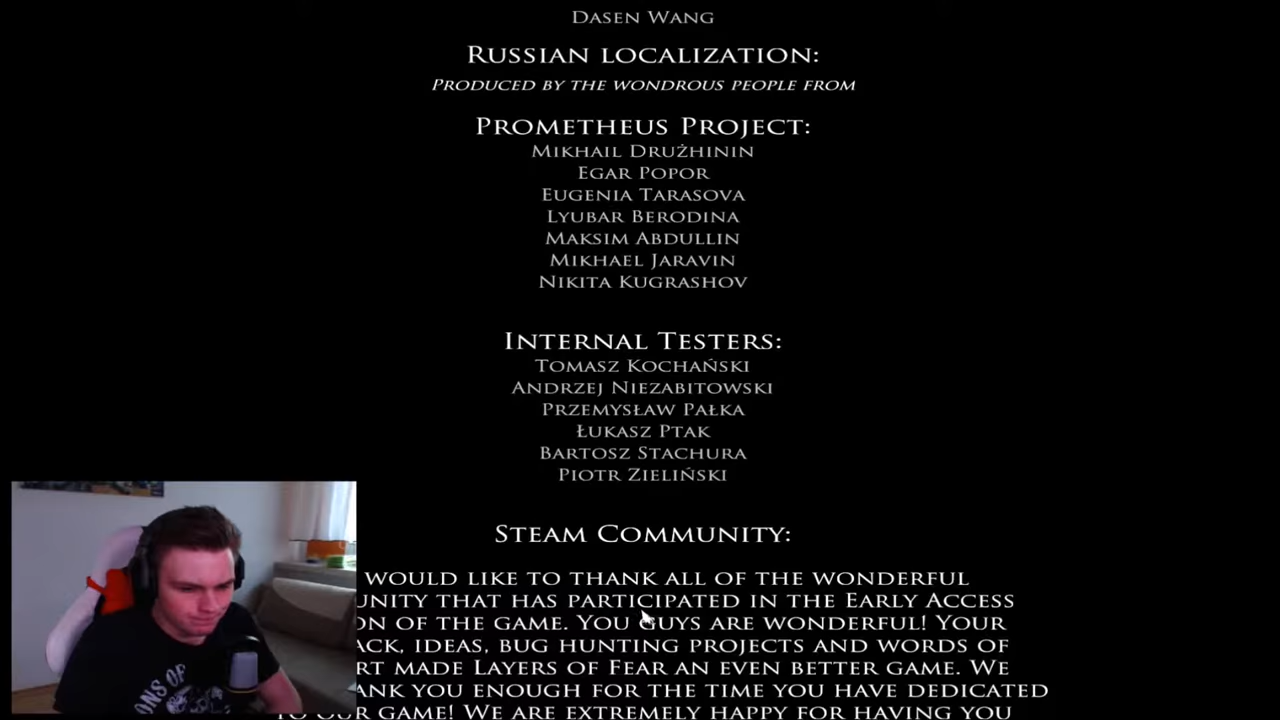 Dasen Wang
Russian localization:
Produced by the wondrous people from
Prometheus Project:
Mikhail Drużhinin
Egar Popor
Eugenia Tarasova
Lyubar Berodina
Maksim Abdullin
Mikhael Jaravin
Nikita Kugrashov
Internal Testers:
Tomasz Kochański
Andrzej Niezabitowski
Przemysław Pałka
Łukasz Ptak
Bartosz Stachura
Piotr Zieliński
Steam Community:
would like to thank all of the wonderful
unity that has participated in the Early Access
on of the game. You guys are wonderful! Your
ack, ideas, bug hunting projects and words of
rt made Layers of Fear an even better game. We
ank you enough for the time you have dedicated
to our game! We are extremely happy for having you
ons of